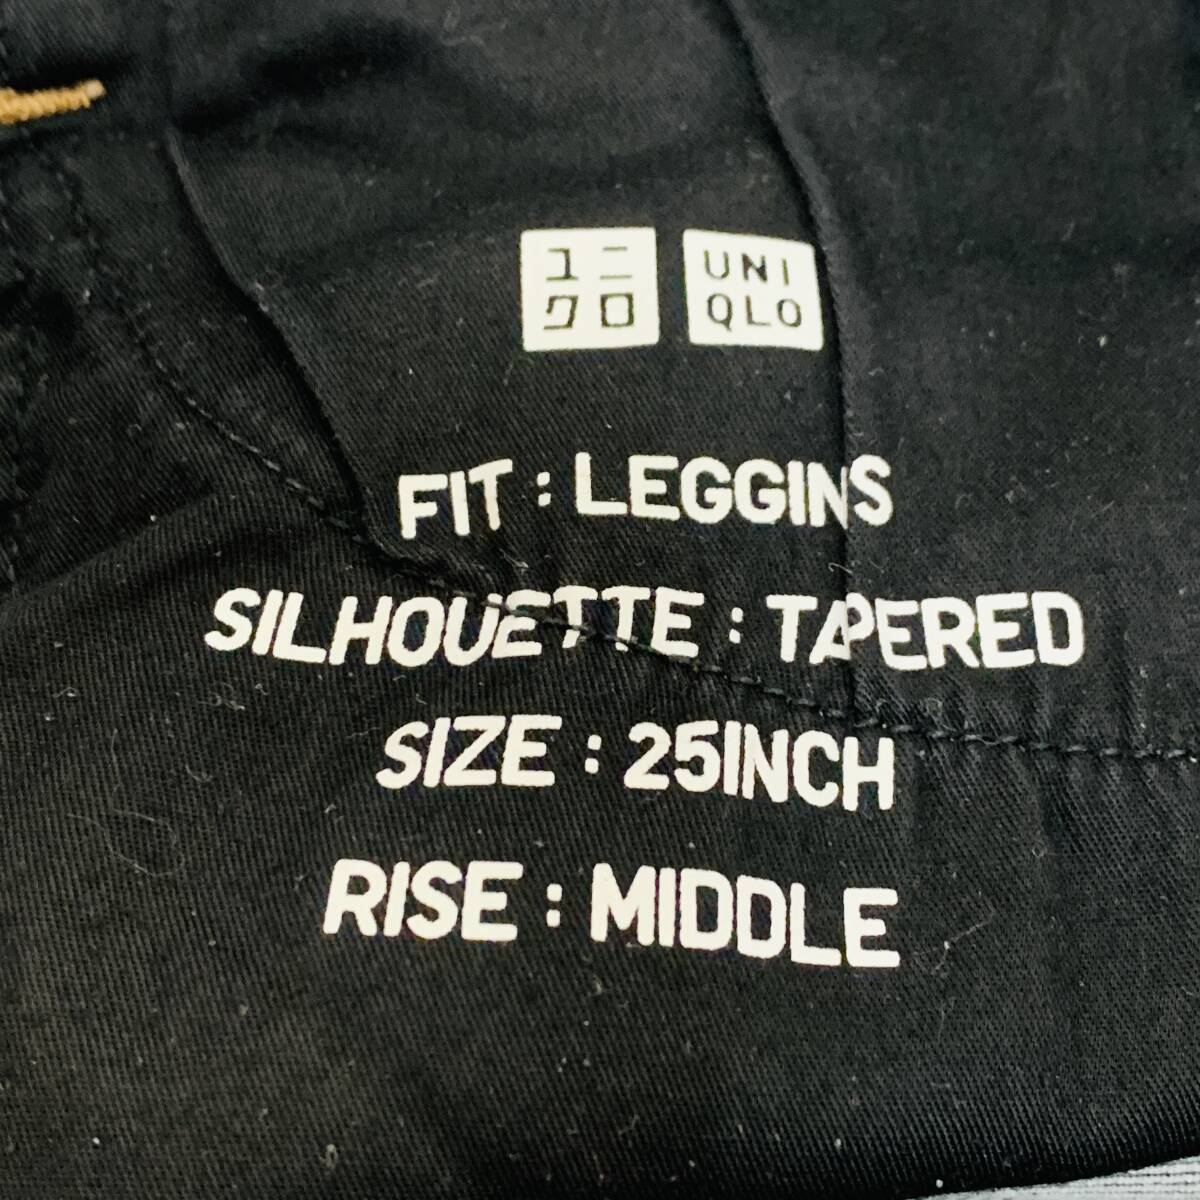 ユニ
クロ
UNI
QLO
FIT : LEGGINS
SILHOUETTE : TAPERED
SIZE : 25INCH
RISE : MIDDLE